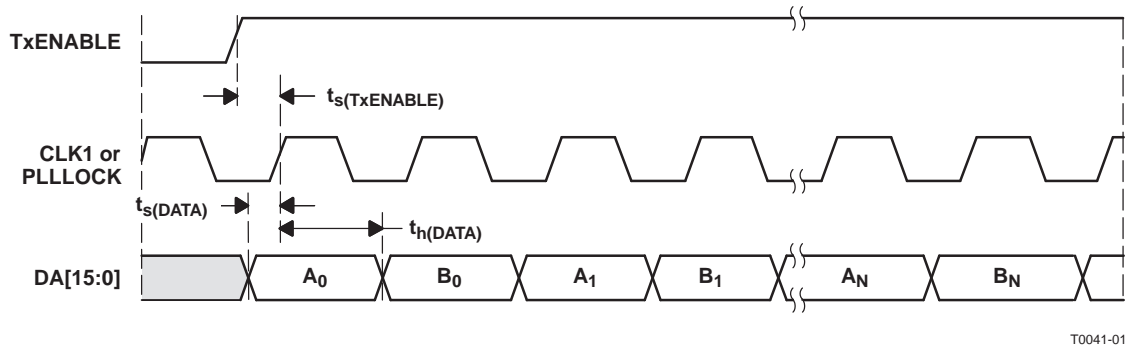 TxENABLE
ts(TxENABLE)
CLK1 or
PLLLOCK
ts(DATA)
th(DATA)
DA[15:0]
A0
B0
A1
B1
AN
BN
T0041-01